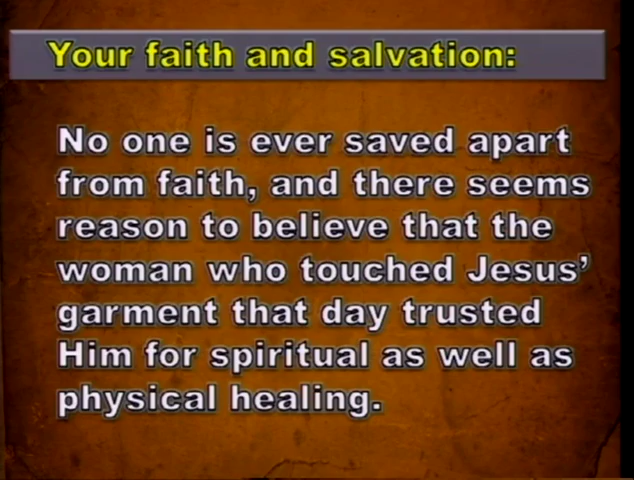 Your faith and salvation:
No one is ever saved apart
from faith, and there seems
reason to believe that the
woman who touched Jesus’
garment that day trusted
Him for spiritual as well as
physical healing.